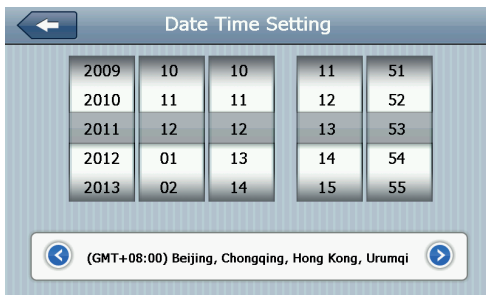 Date Time Setting
2009 10 10 11 51
2010 11 11 12 52
2011 12 12 13 53
2012 01 13 14 54
2013 02 14 15 55
(GMT+08:00) Beijing, Chongqing, Hong Kong, Urumqi